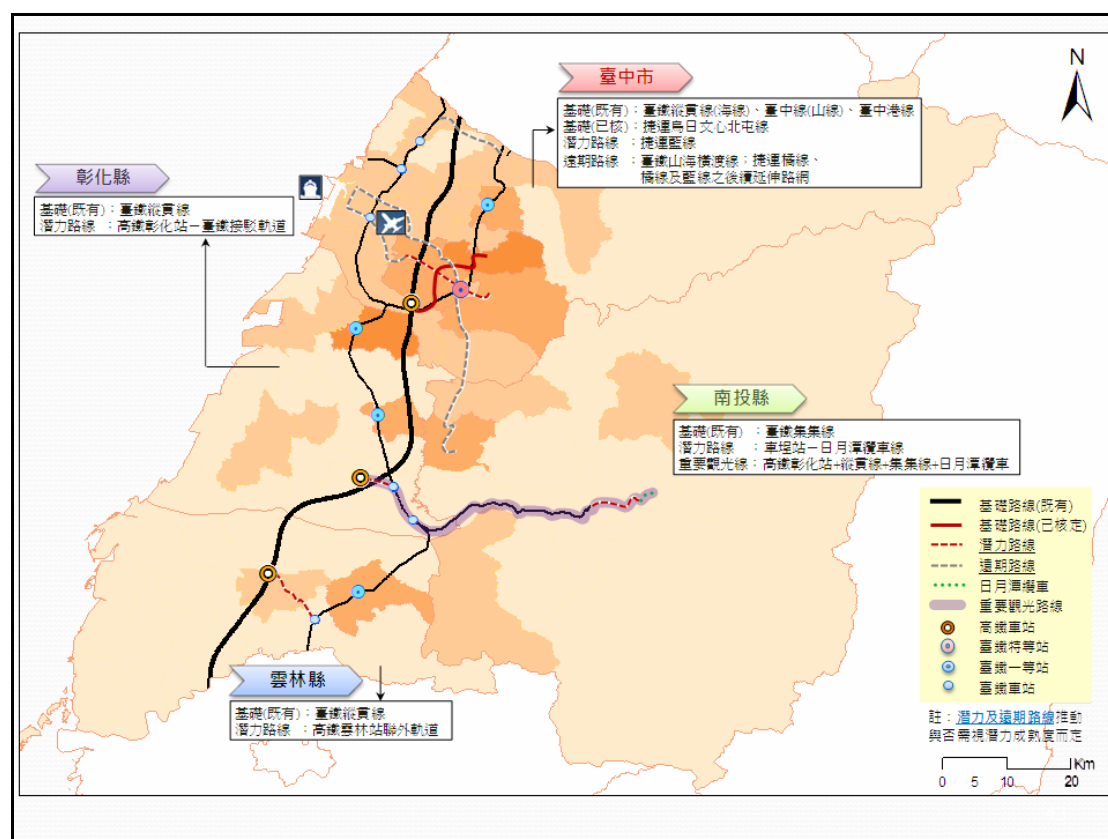 N
臺中市
基礎(既有)：臺鐵縱貫線(海線)、臺中線(山線)、臺中港線
基礎(已核)：捷運烏日文心北屯線
潛力路線 ：捷運藍線
遠期路線 ：臺鐵山海橫渡線；捷運橘線、
橘線及藍線之後續延伸路網
彰化縣
基礎(既有)：臺鐵縱貫線
潛力路線 ：高鐵彰化站－臺鐵接駁軌道
南投縣
基礎(既有) ：臺鐵集集線
潛力路線 ：車埕站－日月潭纜車線
重要觀光線：高鐵彰化站+縱貫線+集集線+日月潭纜車
雲林縣
基礎(既有)：臺鐵縱貫線
潛力路線 ：高鐵雲林站聯外軌道
基礎路線(既有)
基礎路線(已核定)
潛力路線
遠期路線
日月潭纜車
重要觀光路線
高鐵車站
臺鐵特等站
臺鐵一等站
臺鐵車站
註：潛力及遠期路線推動
與否需視潛力成熟度而定
Km
0 5 10 20